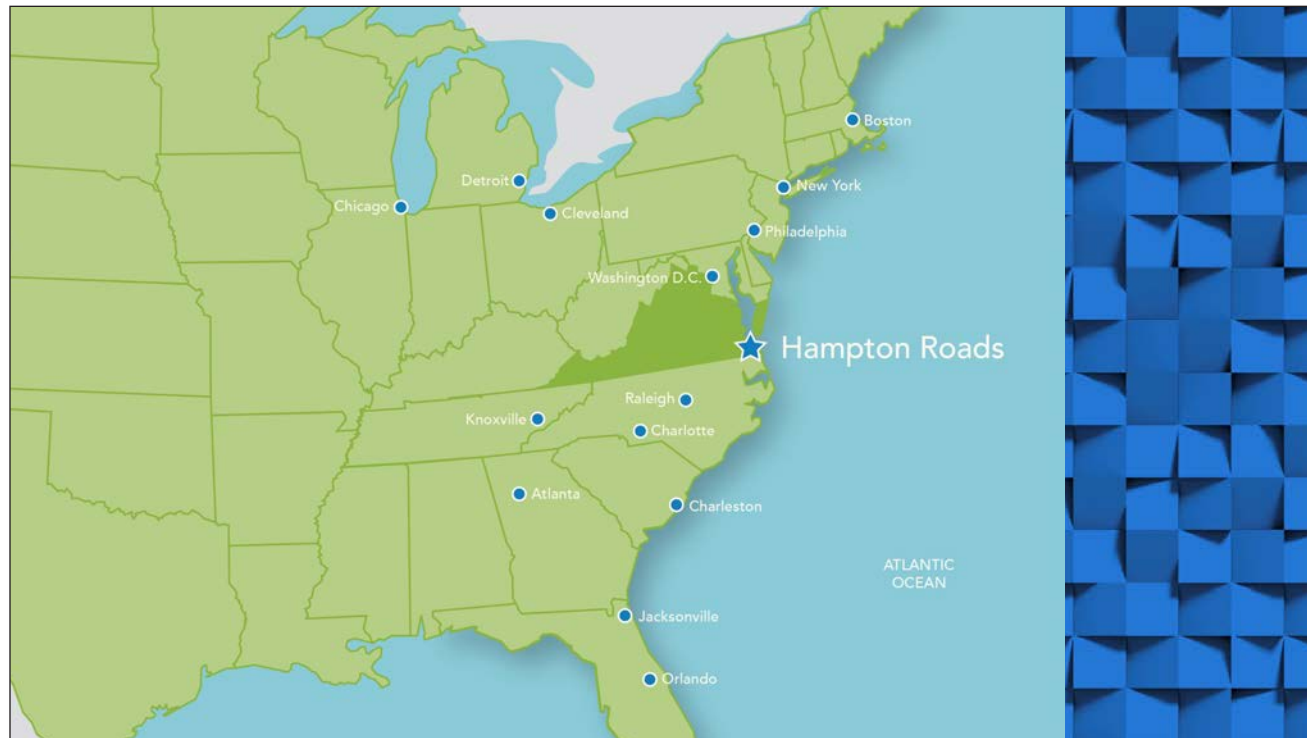 Boston
Detroit
New York
Chicago
Cleveland
Philadelphia
Washington D.C.
Hampton Roads
Raleigh
Knoxville
Charlotte
Atlanta
Charleston
ATLANTIC
OCEAN
Jacksonville
Orlando